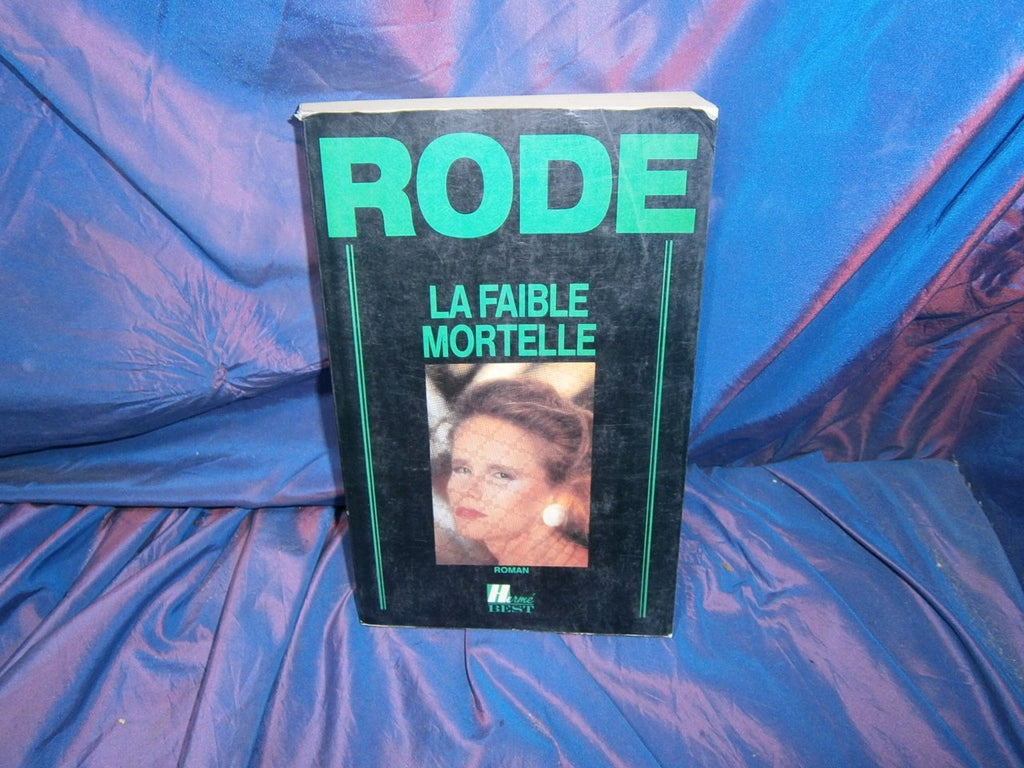 RODE
LA FAIBLE
MORTELLE
ROMAN
Hermé
BEST